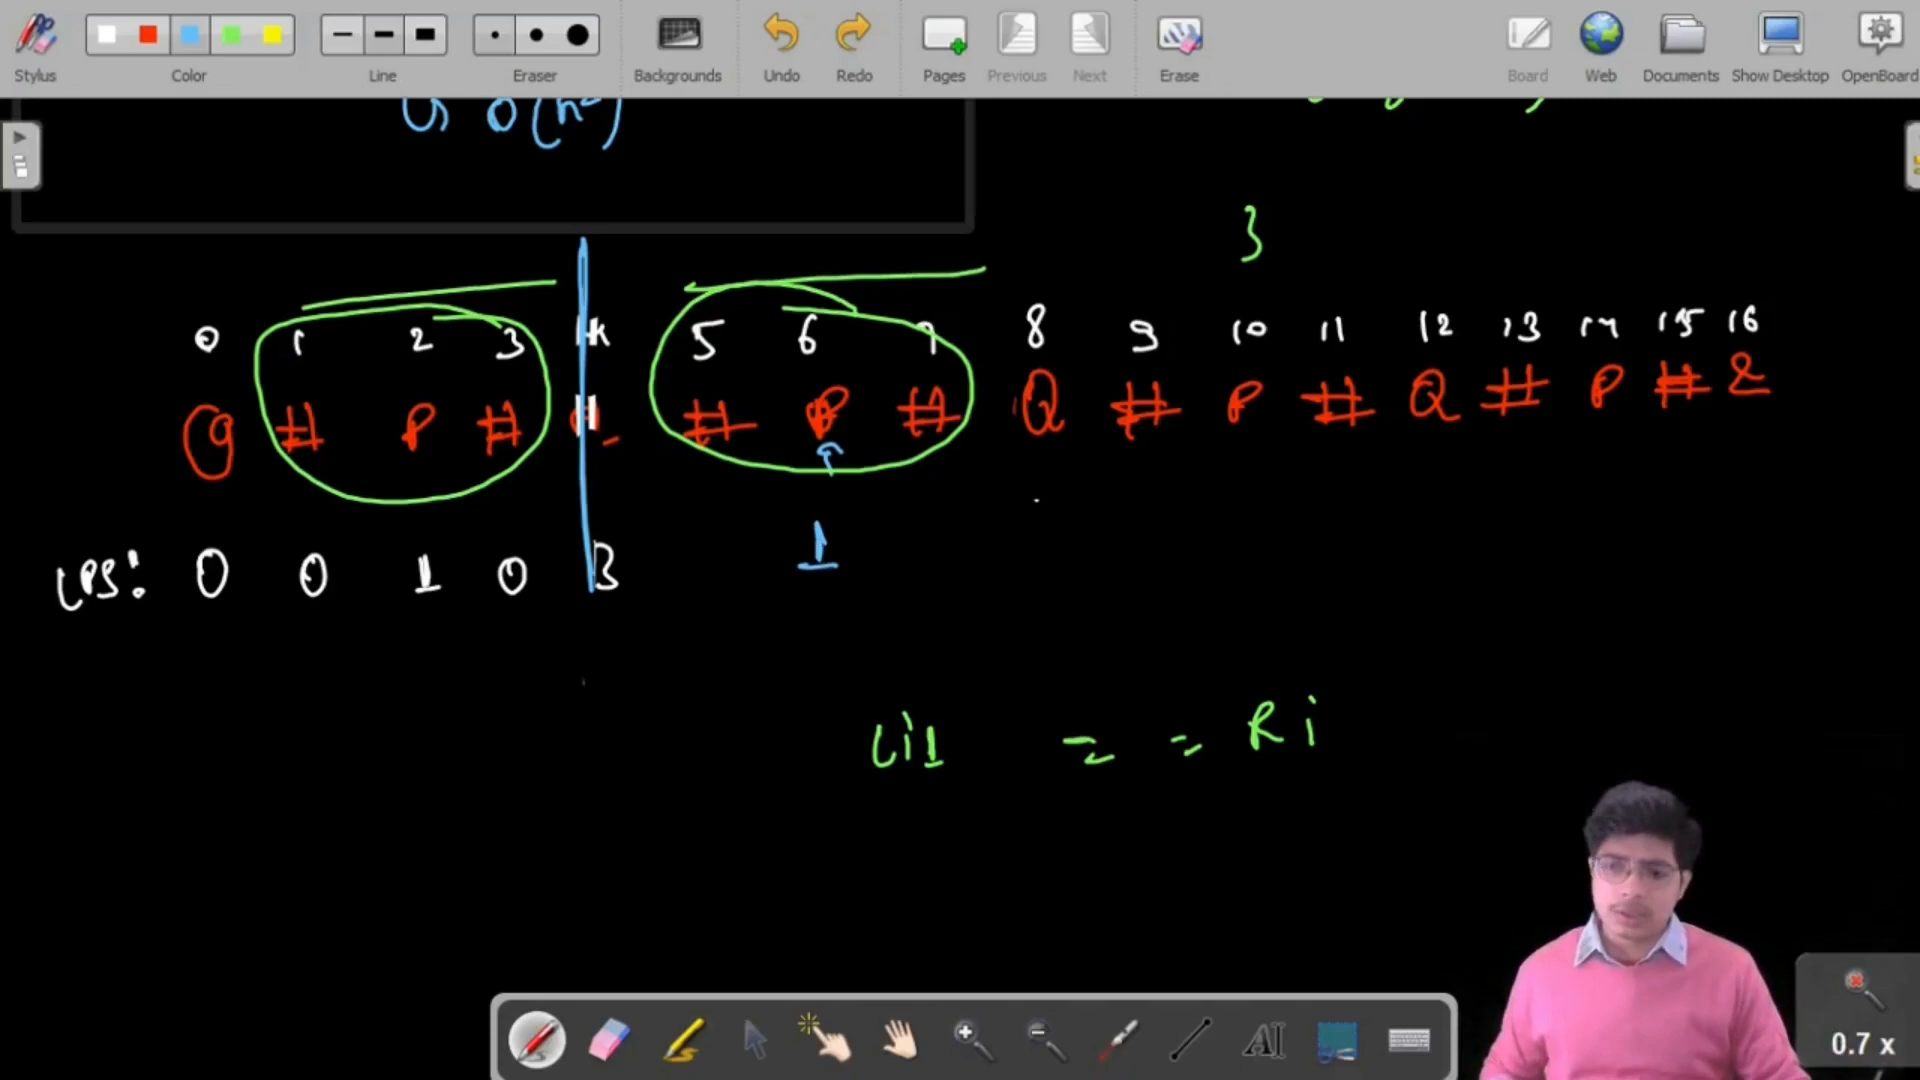 Stylus Color Line Eraser Backgrounds Undo Redo Pages Previous Next Erase Board Web Documents Show Desktop OpenBoard
O(n²)
}
0 1 2 3 5 6 7 8 9 10 11 12 13 14 15 16
@ # P # # P # Q # P # Q # P # &
LPS: 0 0 1 0 3 1
Li1 == Ri
0.7 x